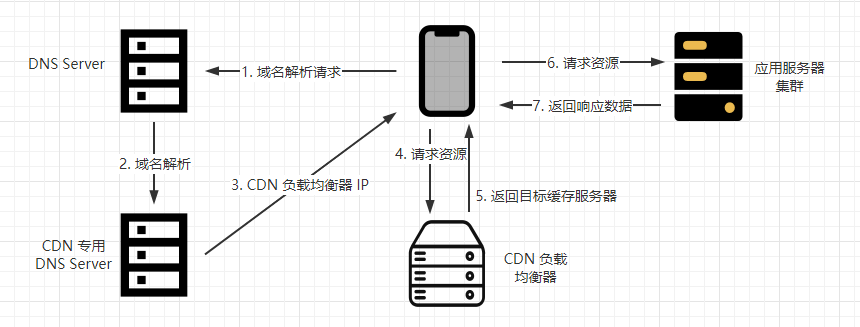 DNS Server
1. 域名解析请求
6. 请求资源
应用服务器
集群
7. 返回响应数据
2. 域名解析
3. CDN 负载均衡器 IP
4. 请求资源
5. 返回目标缓存服务器
CDN 专用
DNS Server
CDN 负载
均衡器